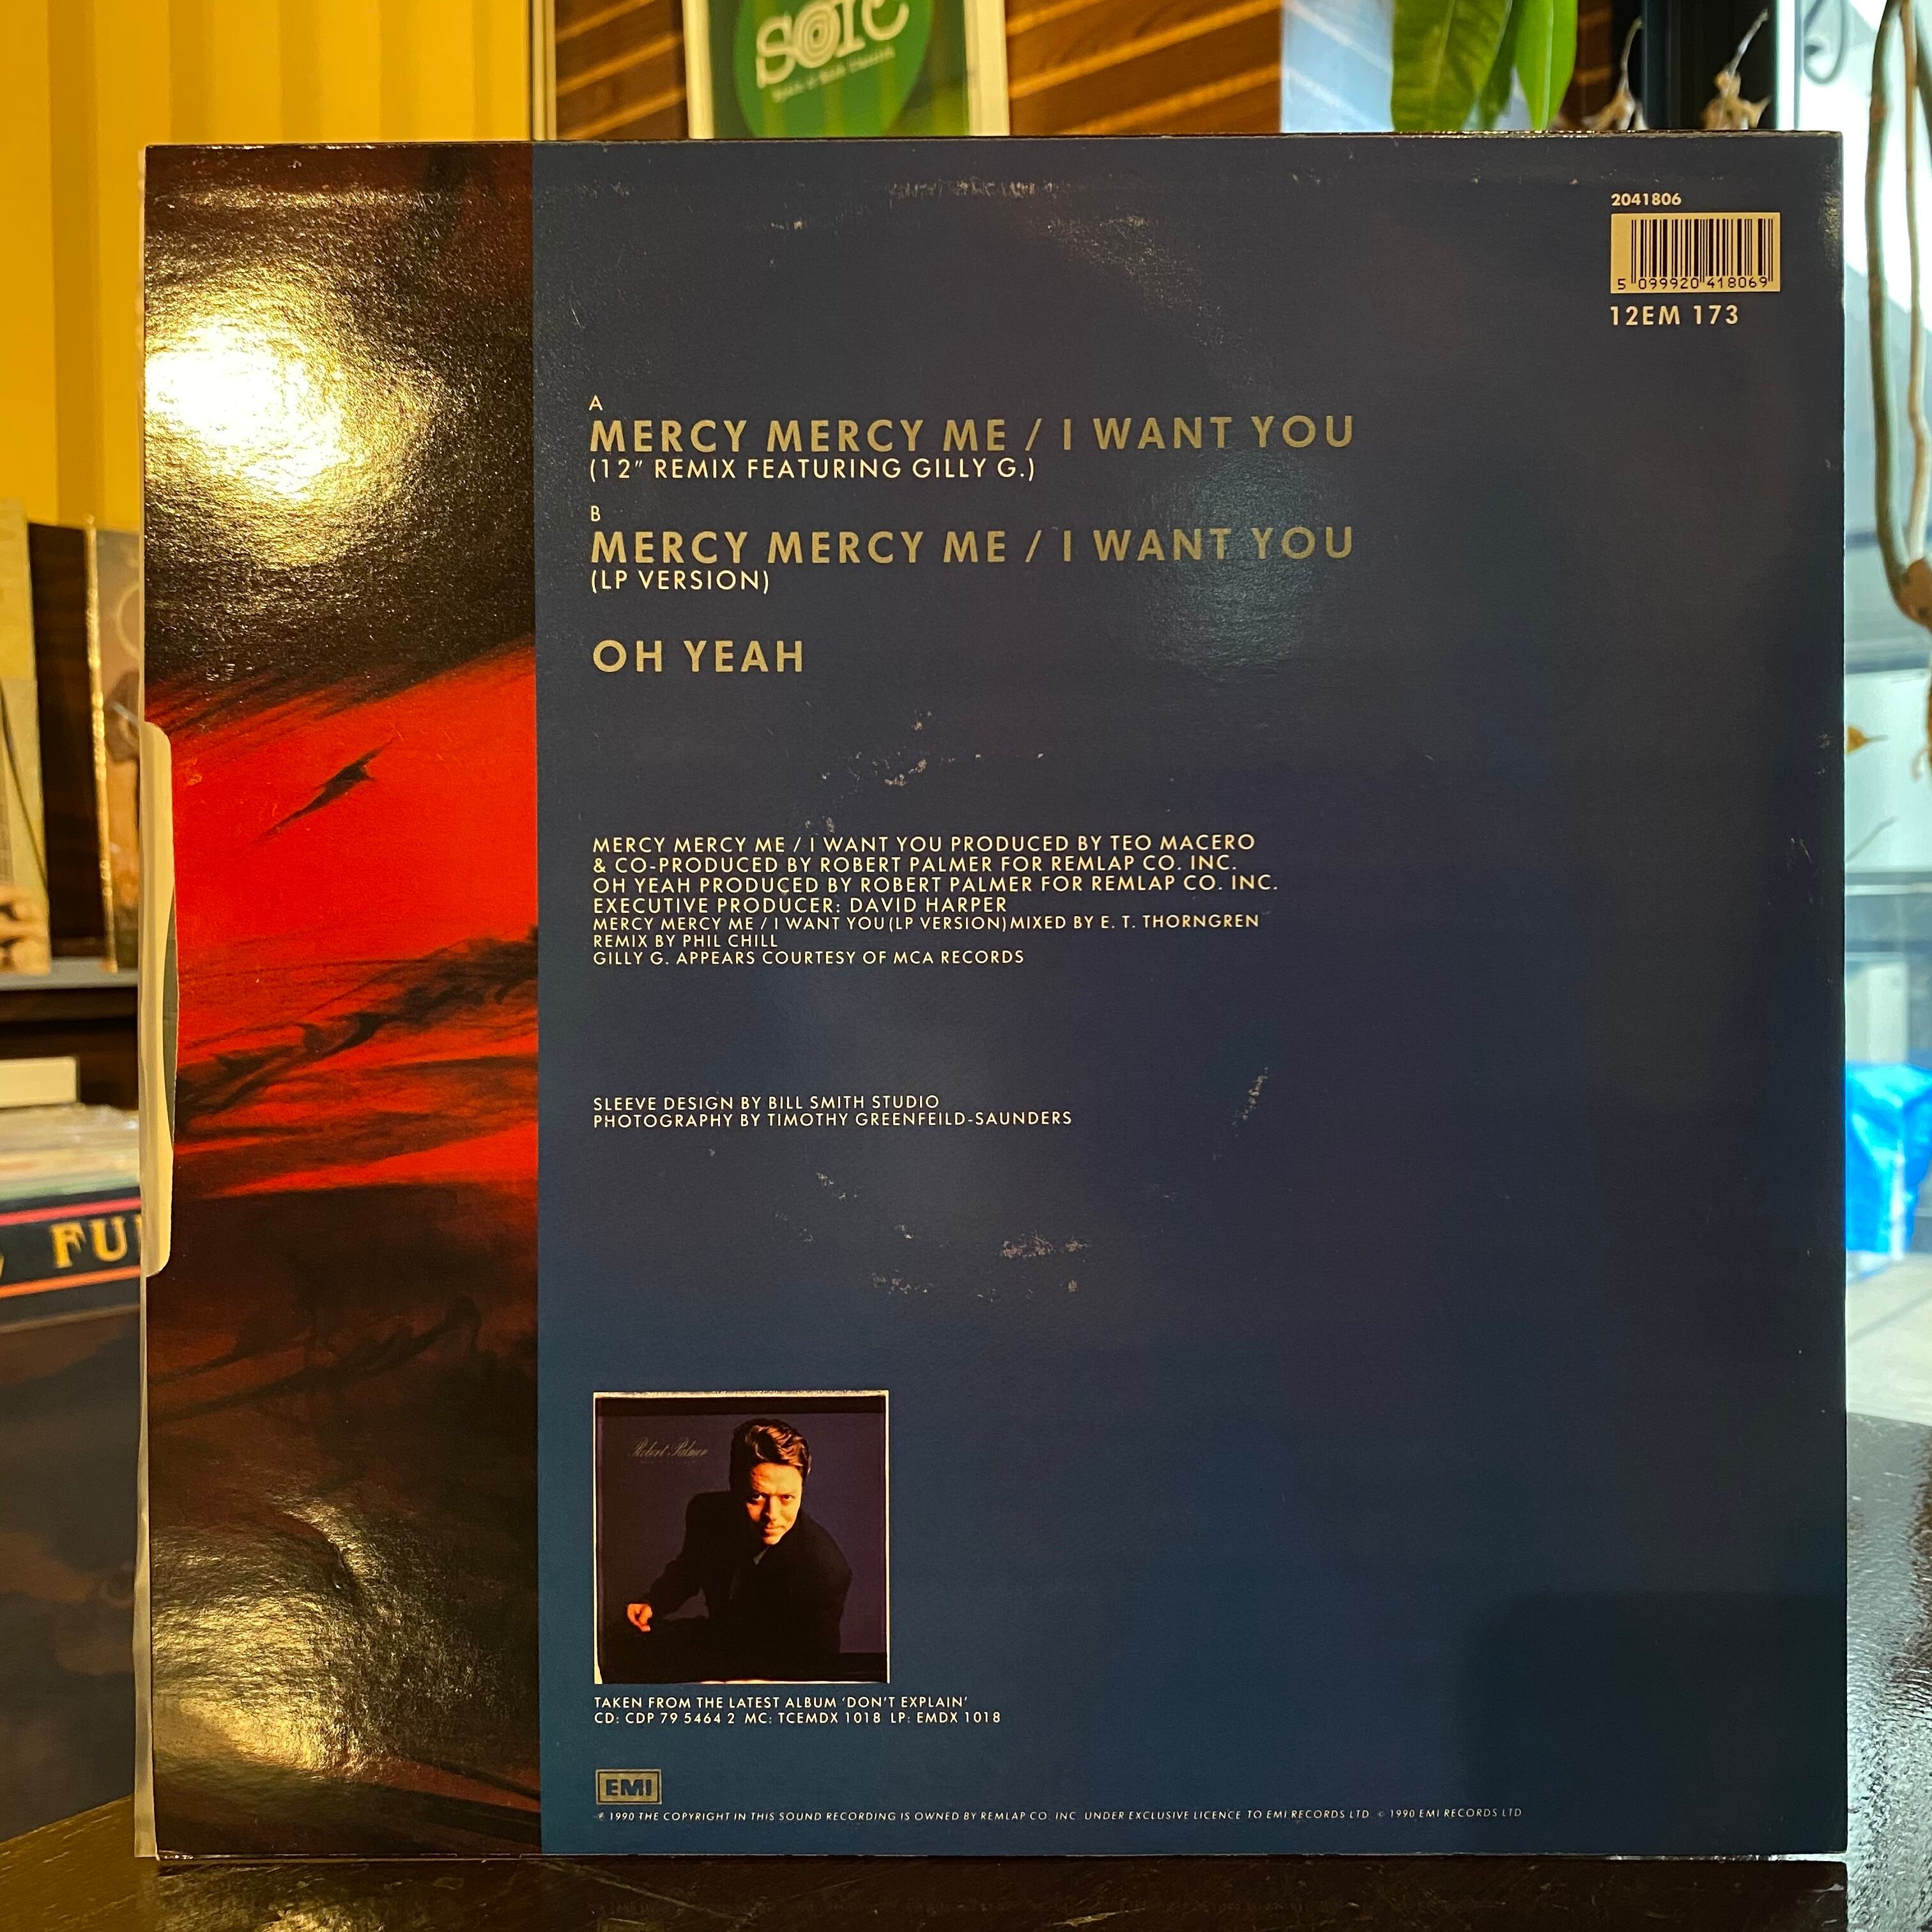 sore
2041806
5 099920 418069
12EM 173
A
MERCY MERCY ME / I WANT YOU
(12" REMIX FEATURING GILLY G.)
B
MERCY MERCY ME / I WANT YOU
(LP VERSION)
OH YEAH
MERCY MERCY ME / I WANT YOU PRODUCED BY TEO MACERO
& CO-PRODUCED BY ROBERT PALMER FOR REMLAP CO. INC.
OH YEAH PRODUCED BY ROBERT PALMER FOR REMLAP CO. INC.
EXECUTIVE PRODUCER: DAVID HARPER
MERCY MERCY ME / I WANT YOU (LP VERSION) MIXED BY E. T. THORNGREN
REMIX BY PHIL CHILL
GILLY G. APPEARS COURTESY OF MCA RECORDS
SLEEVE DESIGN BY BILL SMITH STUDIO
PHOTOGRAPHY BY TIMOTHY GREENFEILD-SAUNDERS
FU
Robert Palmer
TAKEN FROM THE LATEST ALBUM 'DON'T EXPLAIN'
CD: CDP 79 5464 2 MC: TCEMDX 1018 LP: EMDX 1018
EMI
℗ 1990 THE COPYRIGHT IN THIS SOUND RECORDING IS OWNED BY REMLAP CO. INC. UNDER EXCLUSIVE LICENCE TO EMI RECORDS LTD. © 1990 EMI RECORDS LTD.